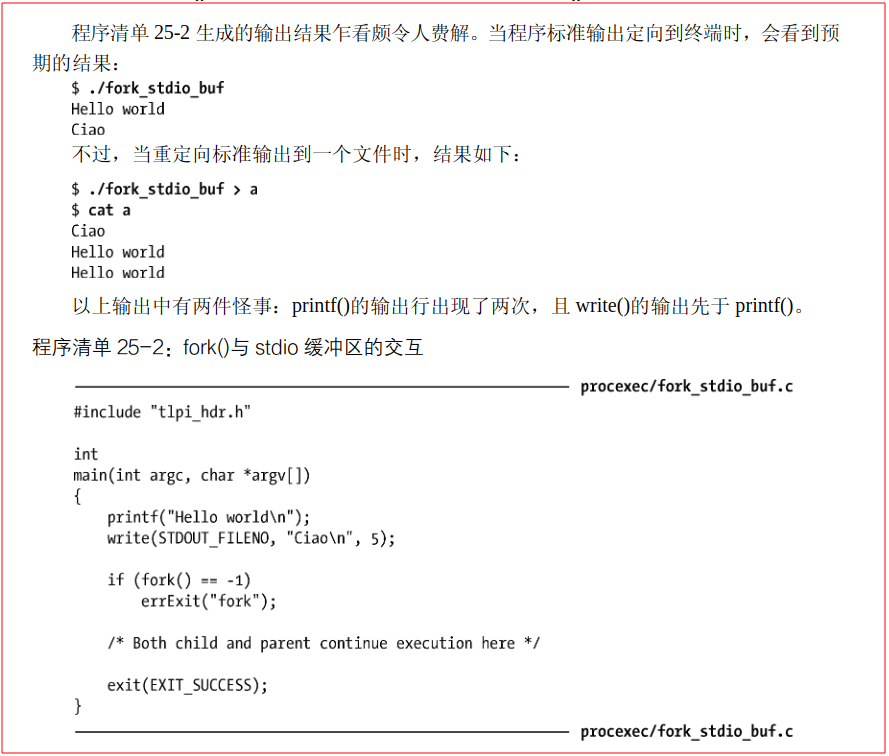 程序清单 25-2 生成的输出结果乍看颇令人费解。当程序标准输出定向到终端时，会看到预
期的结果：
$ ./fork_stdio_buf
Hello world
Ciao
不过，当重定向标准输出到一个文件时，结果如下：
$ ./fork_stdio_buf > a
$ cat a
Ciao
Hello world
Hello world
以上输出中有两件怪事：printf()的输出行出现了两次，且 write()的输出先于 printf()。
程序清单 25-2：fork()与 stdio 缓冲区的交互
procexec/fork_stdio_buf.c
#include "tlpi_hdr.h"
int
main(int argc, char *argv[])
{
    printf("Hello world\n");
    write(STDOUT_FILENO, "Ciao\n", 5);
    if (fork() == -1)
        errExit("fork");
    /* Both child and parent continue execution here */
    exit(EXIT_SUCCESS);
}
procexec/fork_stdio_buf.c